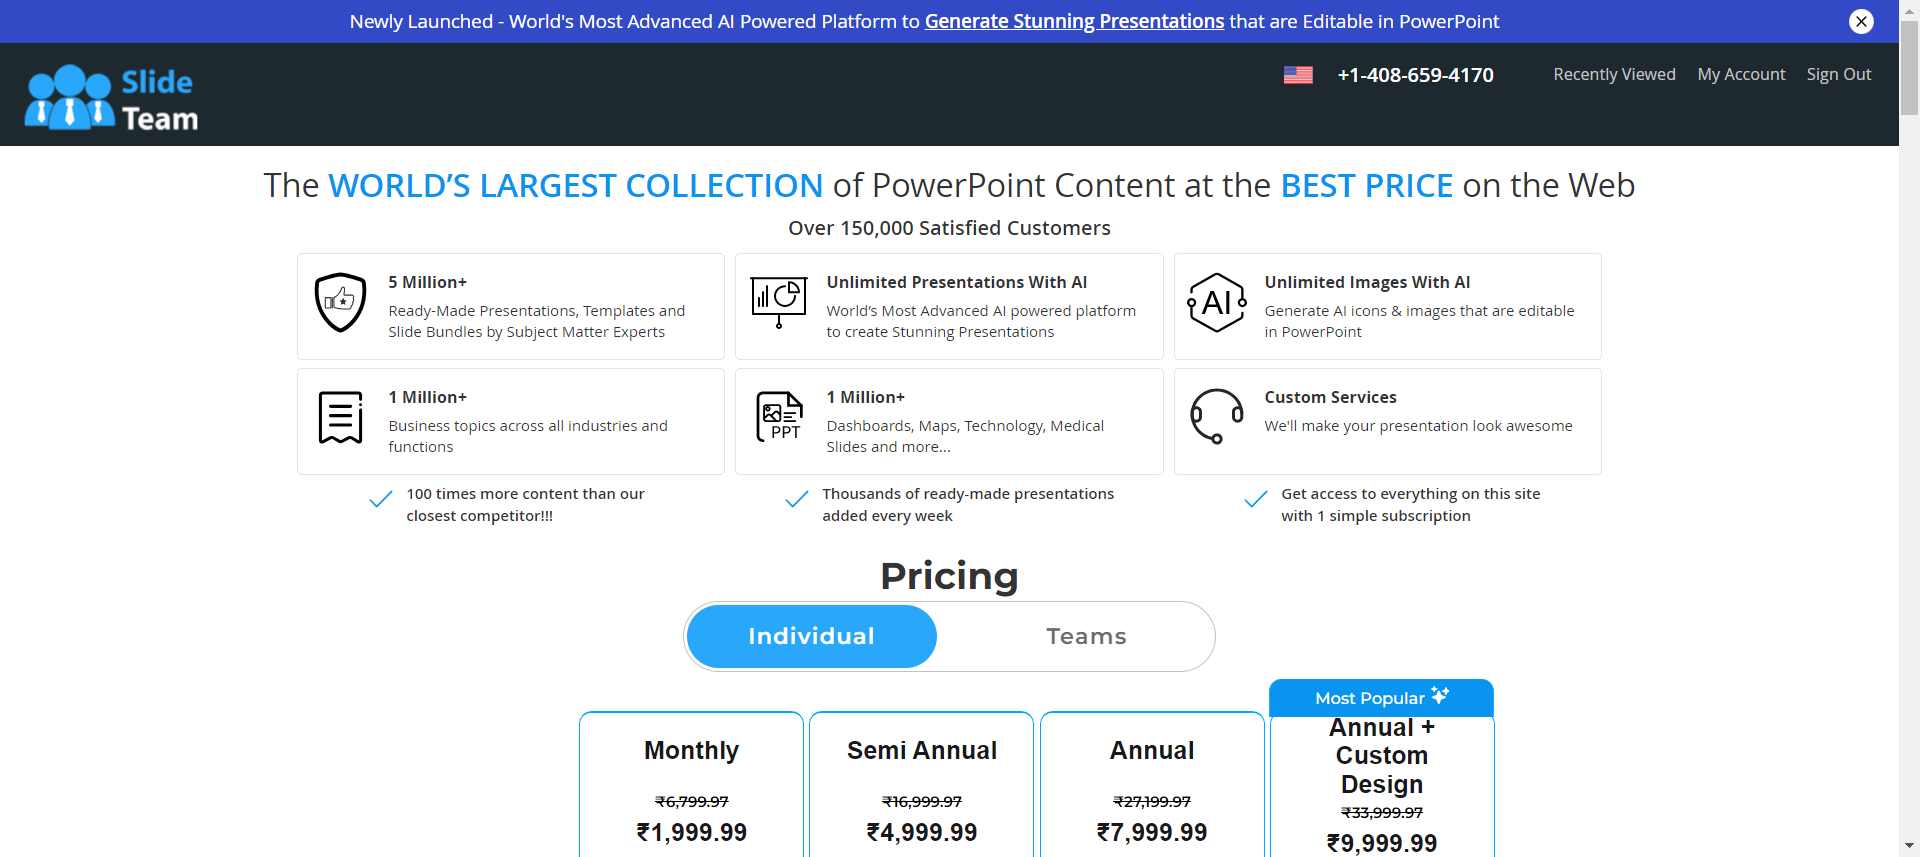 Newly Launched - World's Most Advanced AI Powered Platform to Generate Stunning Presentations that are Editable in PowerPoint
Slide
Team
+1-408-659-4170
Recently Viewed
My Account
Sign Out
The WORLD’S LARGEST COLLECTION of PowerPoint Content at the BEST PRICE on the Web
Over 150,000 Satisfied Customers
5 Million+
Ready-Made Presentations, Templates and
Slide Bundles by Subject Matter Experts
Unlimited Presentations With AI
World’s Most Advanced AI powered platform
to create Stunning Presentations
AI
Unlimited Images With AI
Generate AI icons & images that are editable
in PowerPoint
1 Million+
Business topics across all industries and
functions
PPT
1 Million+
Dashboards, Maps, Technology, Medical
Slides and more...
Custom Services
We'll make your presentation look awesome
100 times more content than our
closest competitor!!!
Thousands of ready-made presentations
added every week
Get access to everything on this site
with 1 simple subscription
Pricing
Individual
Teams
Monthly
₹6,799.97
₹1,999.99
Semi Annual
₹16,999.97
₹4,999.99
Annual
₹27,199.97
₹7,999.99
Most Popular
Annual +
Custom
Design
₹33,999.97
₹9,999.99